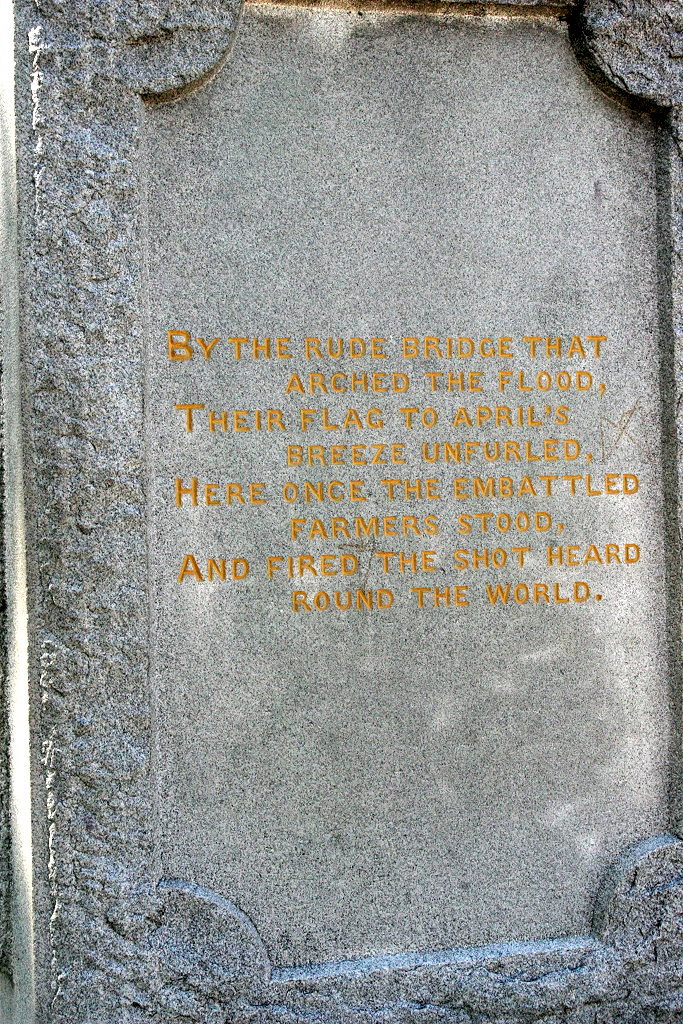 BY THE RUDE BRIDGE THAT
ARCHED THE FLOOD,
THEIR FLAG TO APRIL'S
BREEZE UNFURLED,
HERE ONCE THE EMBATTLED
FARMERS STOOD,
AND FIRED THE SHOT HEARD
ROUND THE WORLD.